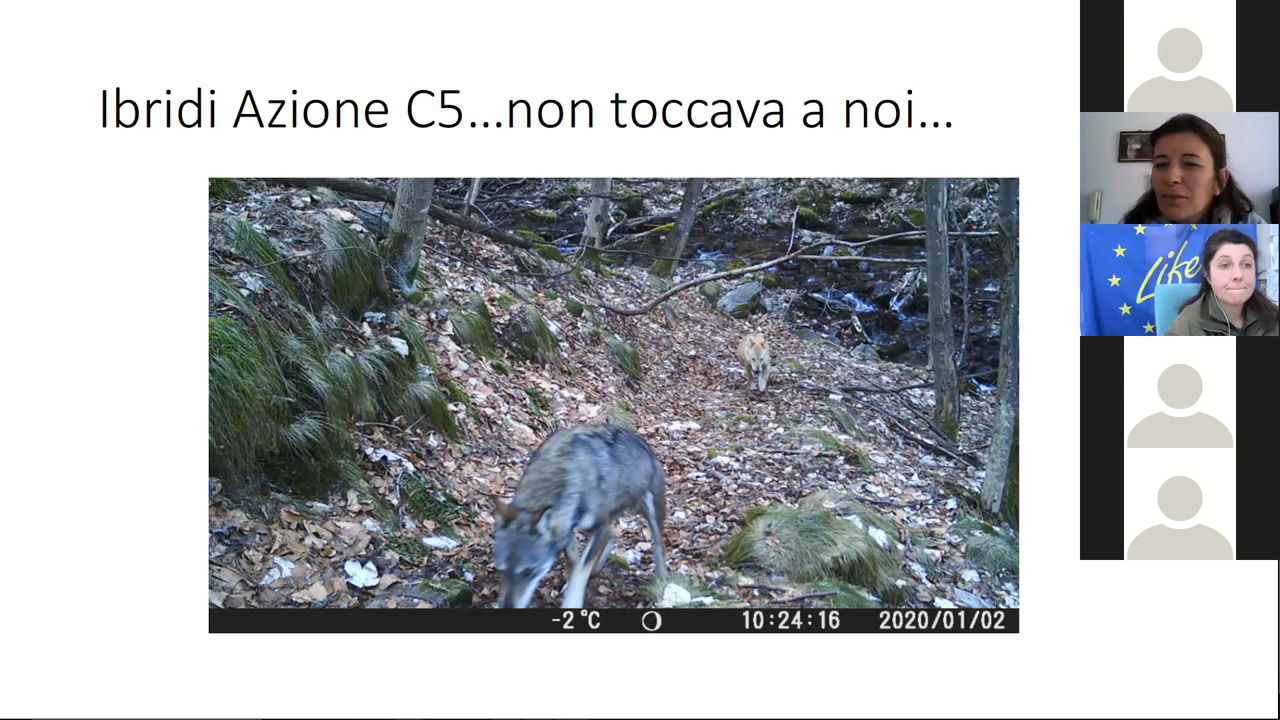 Ibridi Azione C5...non toccava a noi...
Life
-2 °C 10:24:16 2020/01/02